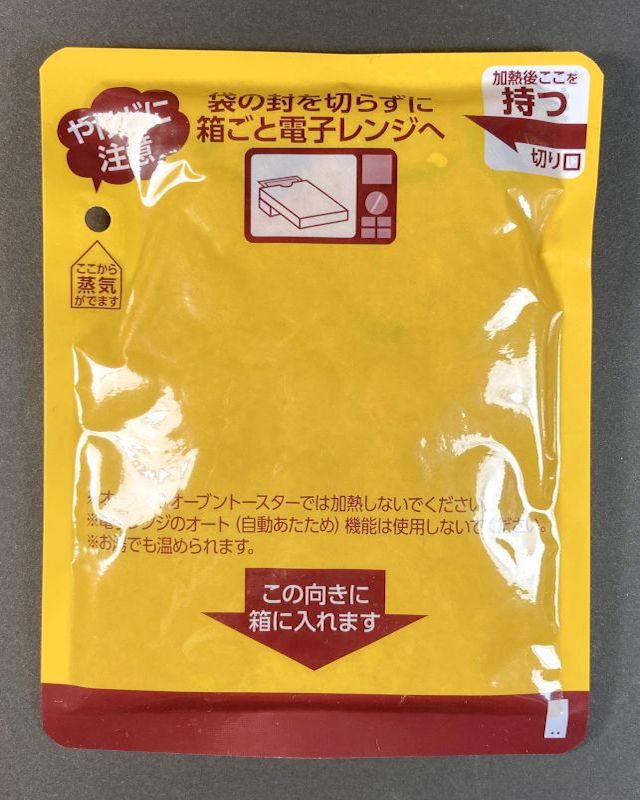 やけどに
注意
袋の封を切らずに
箱ごと電子レンジへ
加熱後ここを
持つ
切り口
ここから
蒸気
がでます
オーブントースターでは加熱しないでください
レンジのオート(自動あたため)機能は使用しないでください。
※お湯でも温められます。
この向きに
箱に入れます